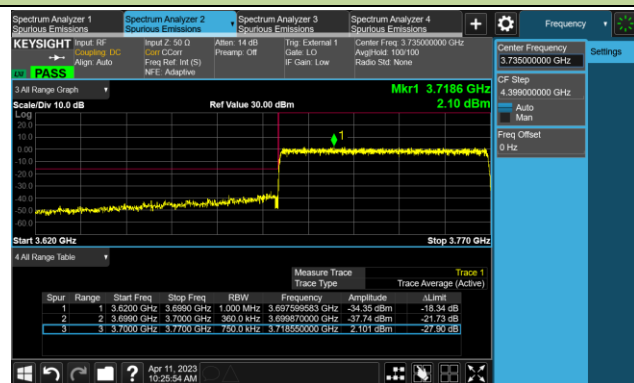 Spectrum Analyzer 1
Spurious Emissions
Spectrum Analyzer 2
Spurious Emissions
Spectrum Analyzer 3
Spurious Emissions
Spectrum Analyzer 4
Spurious Emissions
+
Frequency
KEYSIGHT
Input: RF
Coupling: DC
Align: Auto
Input Z: 50 Ω
Corr CCorr
Freq Ref: Int (S)
NFE: Adaptive
Atten: 14 dB
Preamp: Off
Trig: External 1
Gate: LO
IF Gain: Low
Center Freq: 3.735000000 GHz
Avg|Hold: 100/100
Radio Std: None
PASS
Center Frequency
3.735000000 GHz
Settings
CF Step
4.399000000 GHz
Auto
Man
Freq Offset
0 Hz
3 All Range Graph
Mkr1 3.7186 GHz
Scale/Div 10.0 dB
Ref Value 30.00 dBm
2.10 dBm
Log
20.0
10.0
0.00
-10.0
-20.0
-30.0
-40.0
-50.0
-60.0
1
Start 3.620 GHz
Stop 3.770 GHz
4 All Range Table
Measure Trace Trace 1
Trace Type Trace Average (Active)
Spur Range Start Freq Stop Freq RBW Frequency Amplitude ΔLimit
1 1 3.6200 GHz 3.6990 GHz 1.000 MHz 3.697599583 GHz -34.35 dBm -18.34 dB
2 2 3.6990 GHz 3.7000 GHz 360.0 kHz 3.699870000 GHz -37.74 dBm -21.73 dB
3 3 3.7000 GHz 3.7700 GHz 750.0 kHz 3.718550000 GHz 2.101 dBm -27.90 dB
?
Apr 11, 2023
10:25:54 AM